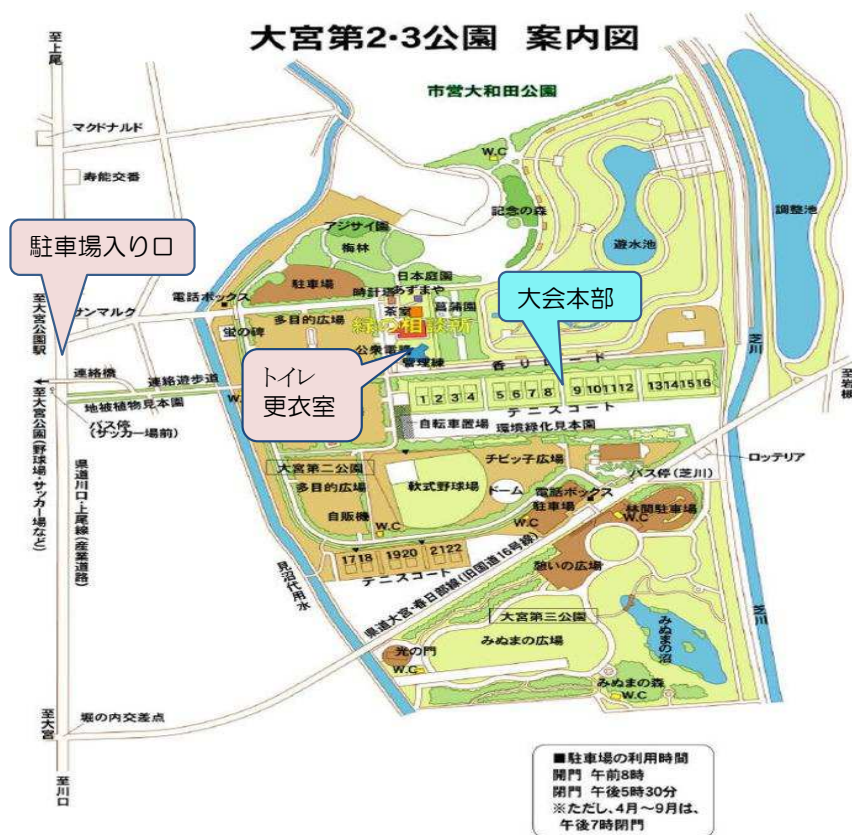 大宮第2・3公園 案内図
至上尾
市営大和田公園
マクドナルド
寿能交番
W.C
記念の森
調整池
アジサイ園
梅林
遊水池
駐車場入り口
日本庭園
駐車場
時計塔
あずまや
大会本部
電話ボックス
茶室
菖蒲園
至大宮公園駅
サンマルク
蛍の碑
多目的広場
緑の相談所
芝川
公衆電話
管理棟
香りロード
トイレ
更衣室
連絡橋
連絡遊歩道
地被植物見本園
バス停
(サッカー場前)
至大宮公園(野球場・サッカー場など)
県道川口・上尾線(産業道路)
1 2 3 4
5 6 7 8
9 10 11 12
13 14 15 16
至岩槻
テニスコート
自転車置場
環境緑化見本園
ロッテリア
大宮第二公園
チビッ子広場
バス停(芝川)
多目的広場
軟式野球場
ドーム
電話ボックス
駐車場
林間駐車場
自販機
W.C
W.C
W.C
17 18
19 20
21 22
テニスコート
憩いの広場
見沼代用水
県道大宮・春日部線(旧国道16号線)
大宮第三公園
みぬまの広場
みぬまの沼
芝川
光の門
W.C
みぬまの森
W.C
至大宮
堀の内交差点
至川口
■駐車場の利用時間
開門 午前8時
閉門 午後5時30分
※ただし、4月～9月は、
午後7時閉門